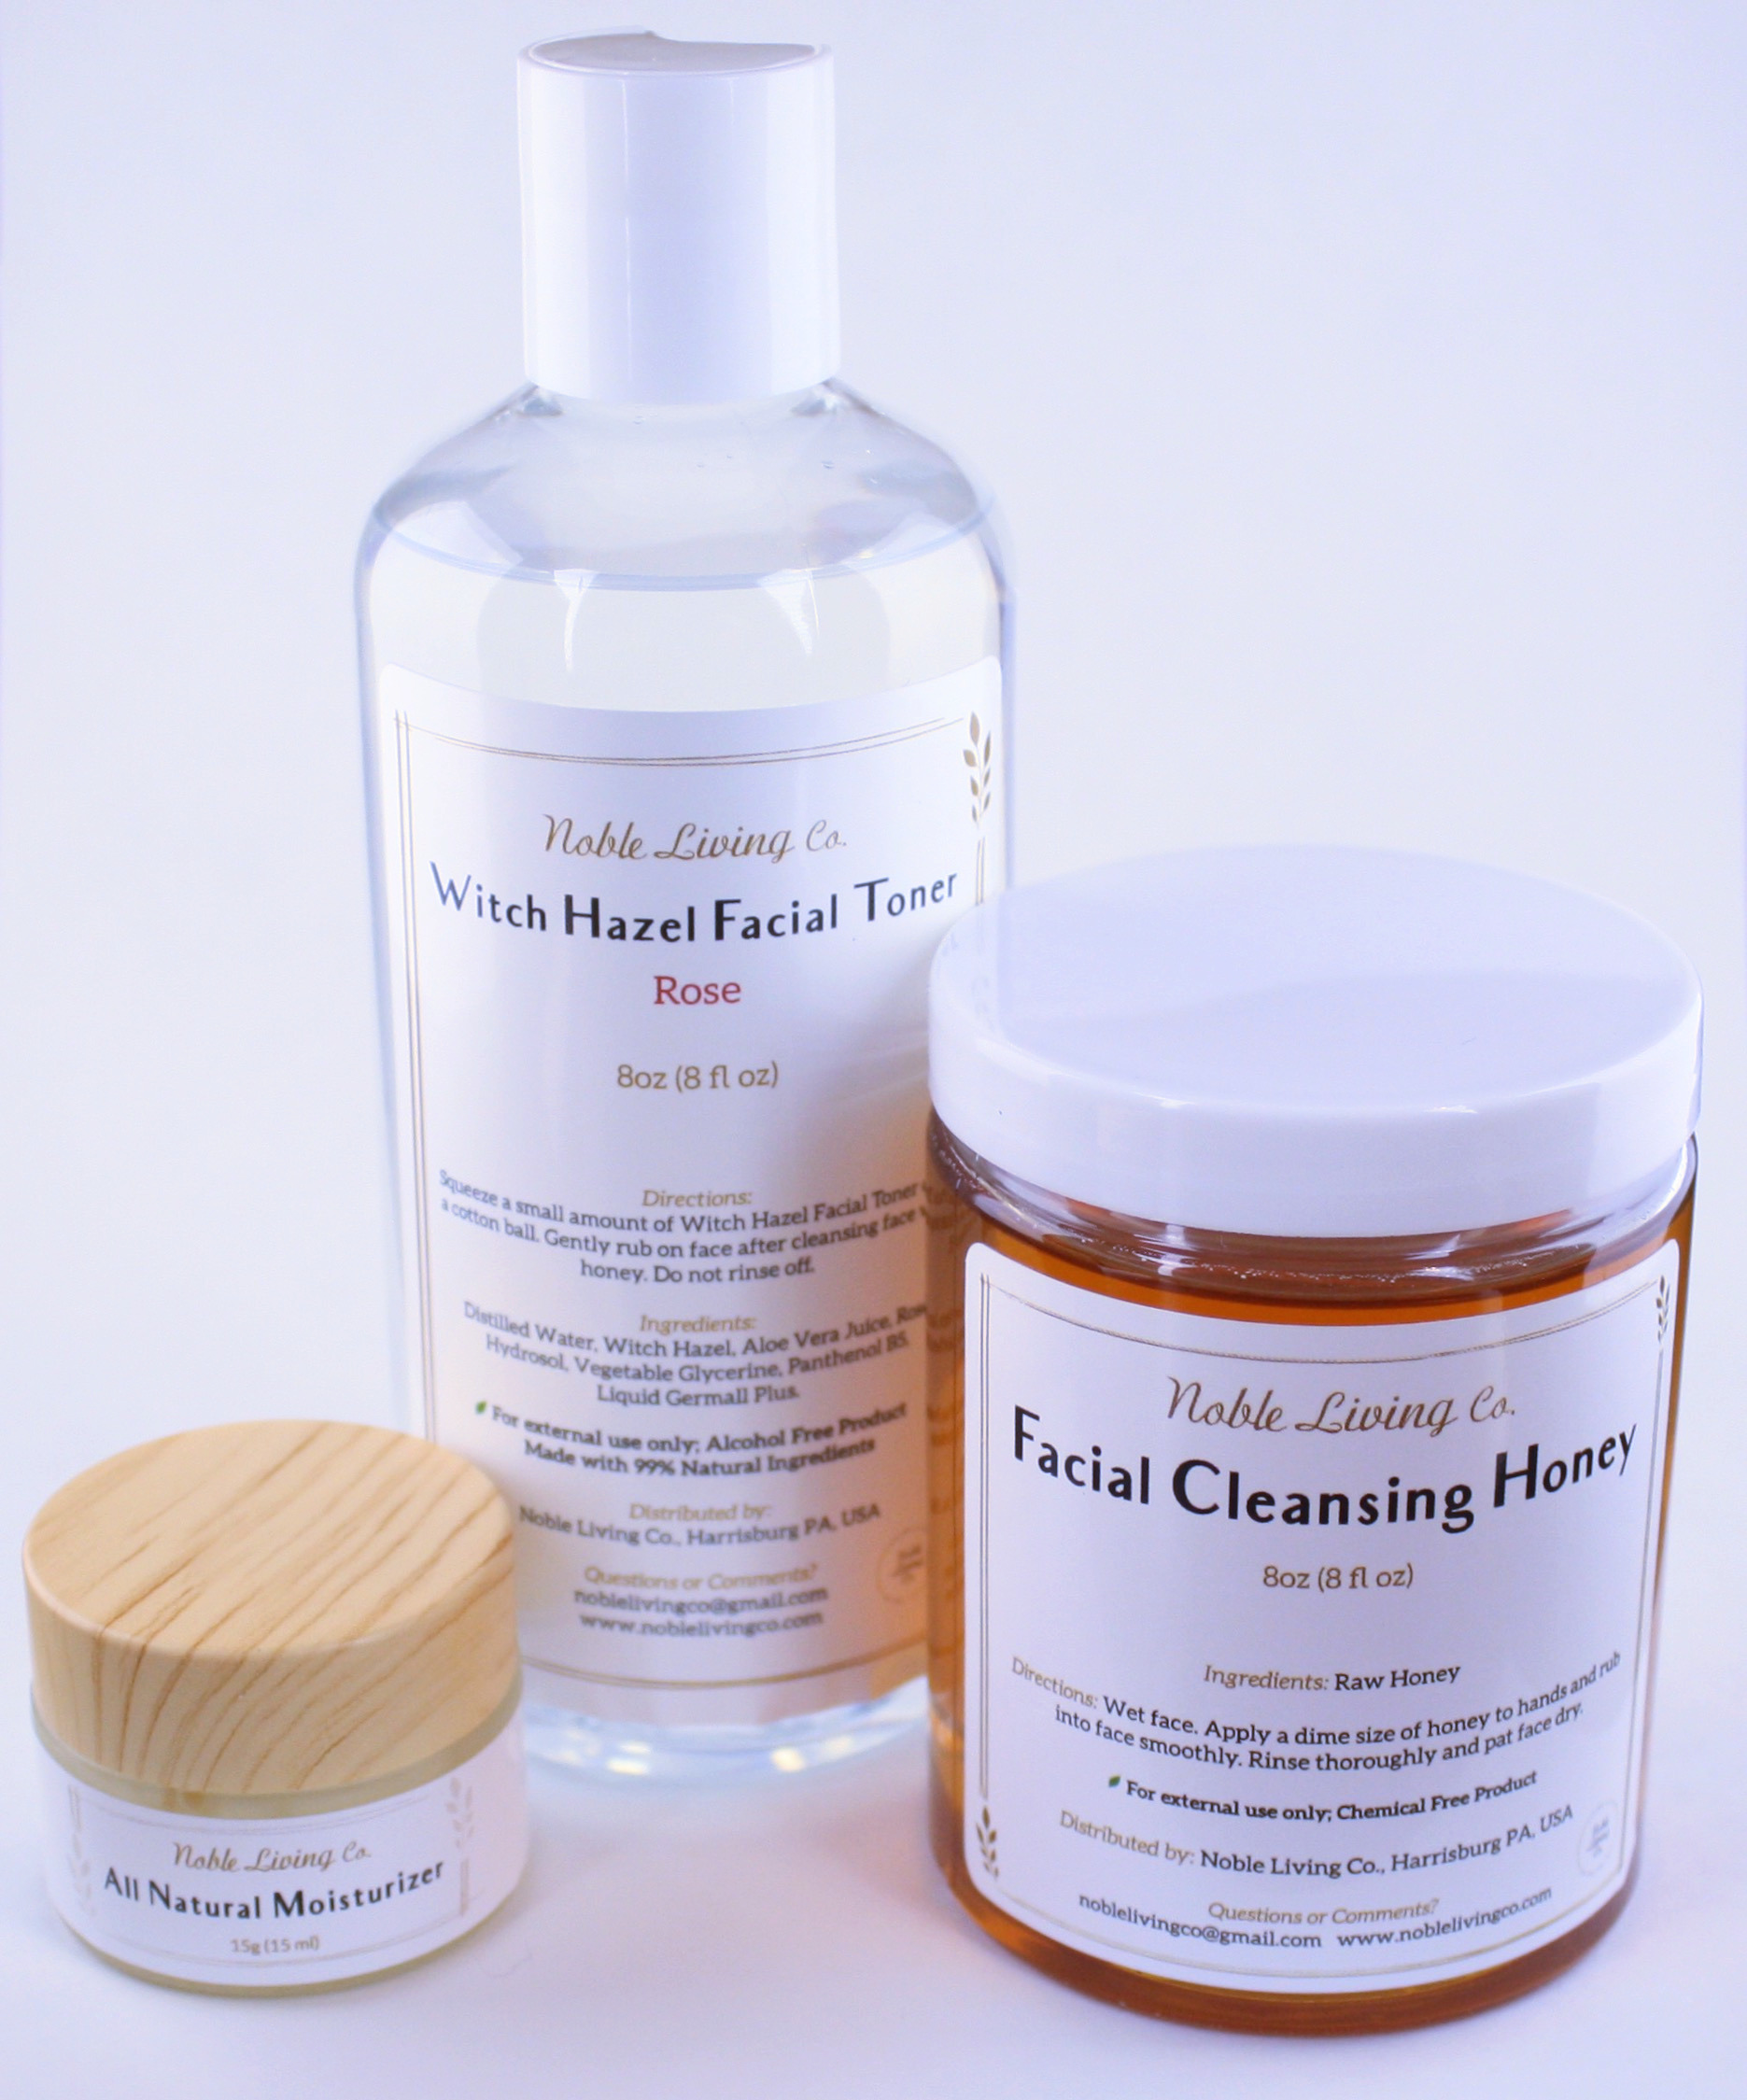 Noble Living Co.
Witch Hazel Facial Toner
Rose
8oz (8 fl oz)
Directions:
Squeeze a small amount of Witch Hazel Facial Toner
a cotton ball. Gently rub on face after cleansing face
honey. Do not rinse off.
Ingredients:
Distilled Water, Witch Hazel, Aloe Vera Juice, Rose
Hydrosol, Vegetable Glycerine, Panthenol B5,
Liquid Germall Plus.
For external use only; Alcohol Free Product
Made with 99% Natural Ingredients
Distributed by:
Noble Living Co., Harrisburg PA, USA
Questions or Comments?
noblelivingco@gmail.com
www.noblelivingco.com
Noble Living Co.
Facial Cleansing Honey
8oz (8 fl oz)
Ingredients: Raw Honey
Directions: Wet face. Apply a dime size of honey to hands and rub
into face smoothly. Rinse thoroughly and pat face dry.
For external use only; Chemical Free Product
Distributed by: Noble Living Co., Harrisburg PA, USA
Questions or Comments?
noblelivingco@gmail.com www.noblelivingco.com
Noble Living Co.
All Natural Moisturizer
15g (15 ml)